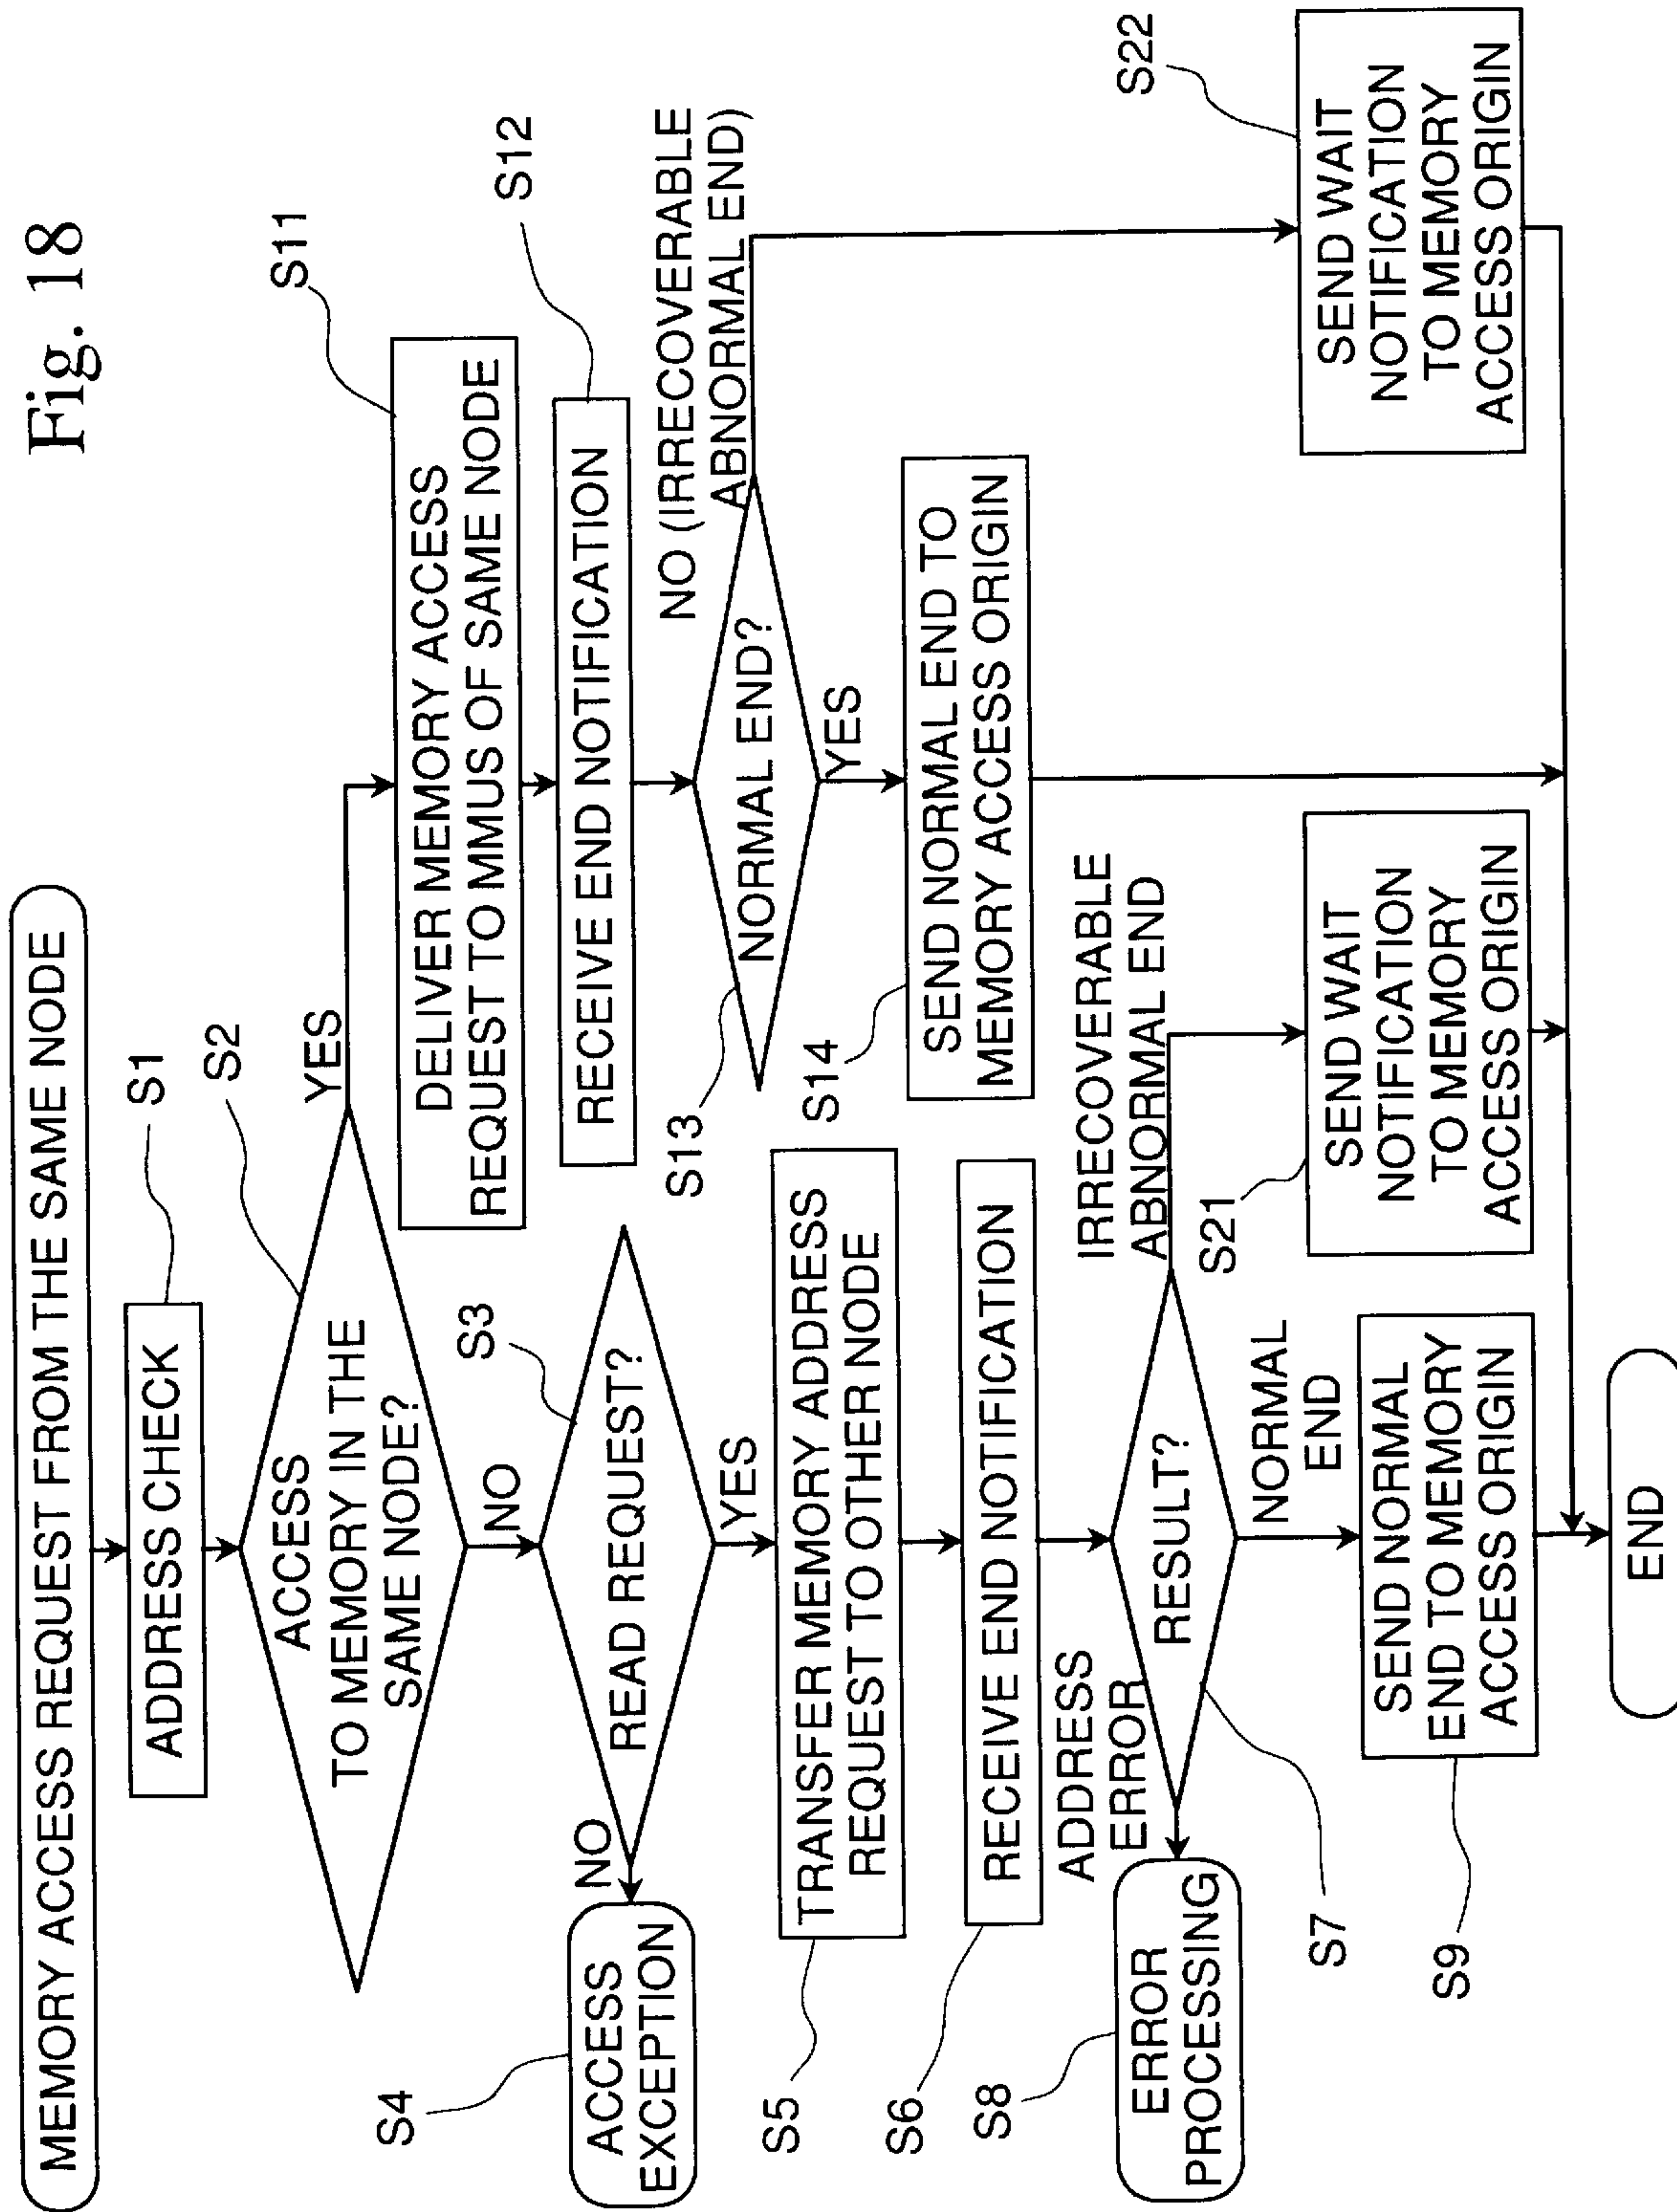 Fig. 18
MEMORY ACCESS REQUEST FROM THE SAME NODE
S1
ADDRESS CHECK
S2
ACCESS
TO MEMORY IN THE
SAME NODE?
YES
NO
S11
DELIVER MEMORY ACCESS
REQUEST TO MMUS OF SAME NODE
S12
RECEIVE END NOTIFICATION
S13
NORMAL END?
NO (IRRECOVERABLE
ABNORMAL END)
YES
S14
SEND NORMAL END TO
MEMORY ACCESS ORIGIN
S22
SEND WAIT
NOTIFICATION
TO MEMORY
ACCESS ORIGIN
S3
READ REQUEST?
NO
YES
S4
ACCESS
EXCEPTION
S5
TRANSFER MEMORY ADDRESS
REQUEST TO OTHER NODE
S6
RECEIVE END NOTIFICATION
S7
RESULT?
ADDRESS
ERROR
IRRECOVERABLE
ABNORMAL END
NORMAL
END
S8
ERROR
PROCESSING
S21
SEND WAIT
NOTIFICATION
TO MEMORY
ACCESS ORIGIN
S9
SEND NORMAL
END TO MEMORY
ACCESS ORIGIN
END